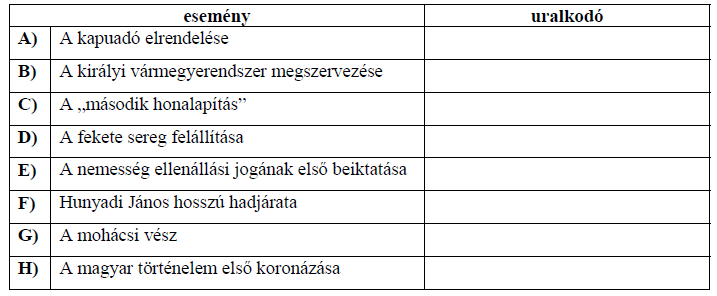 esemény uralkodó
A) A kapuadó elrendelése
B) A királyi vármegyerendszer megszervezése
C) A „második honalapítás”
D) A fekete sereg felállítása
E) A nemesség ellenállási jogának első beiktatása
F) Hunyadi János hosszú hadjárata
G) A mohácsi vész
H) A magyar történelem első koronázása